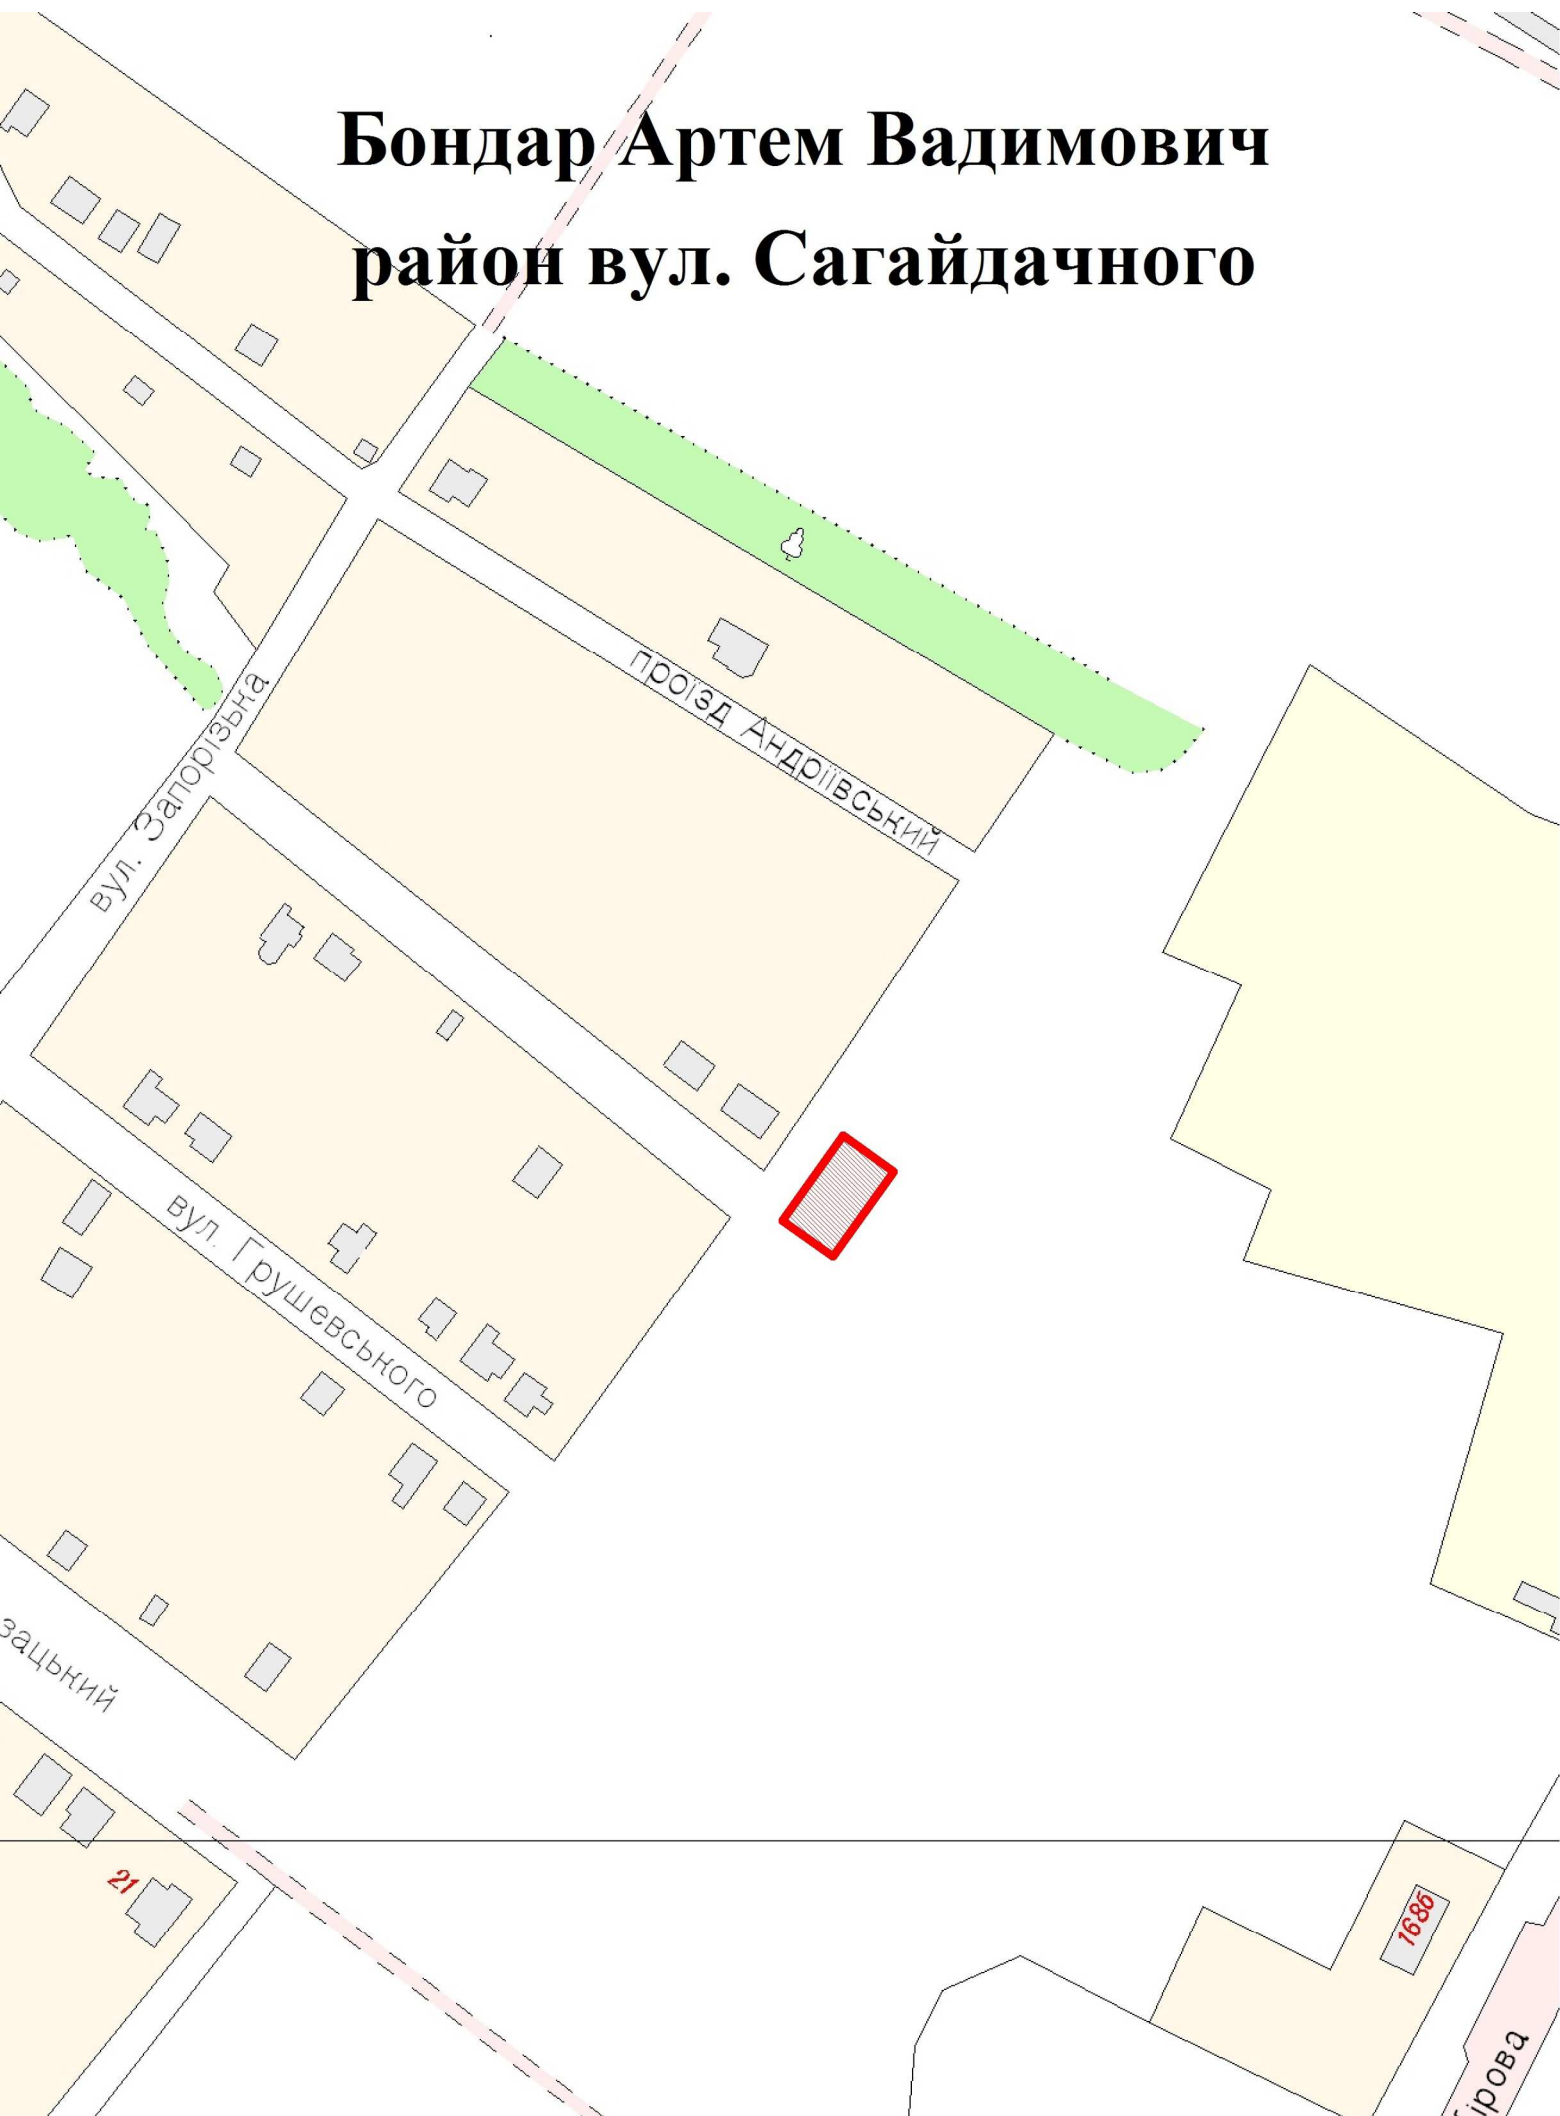 Бондар Артем Вадимович
район вул. Сагайдачного
проїзд Андріївський
вул. Запорізька
вул. Грушевського
зацький
21
168б
ірова